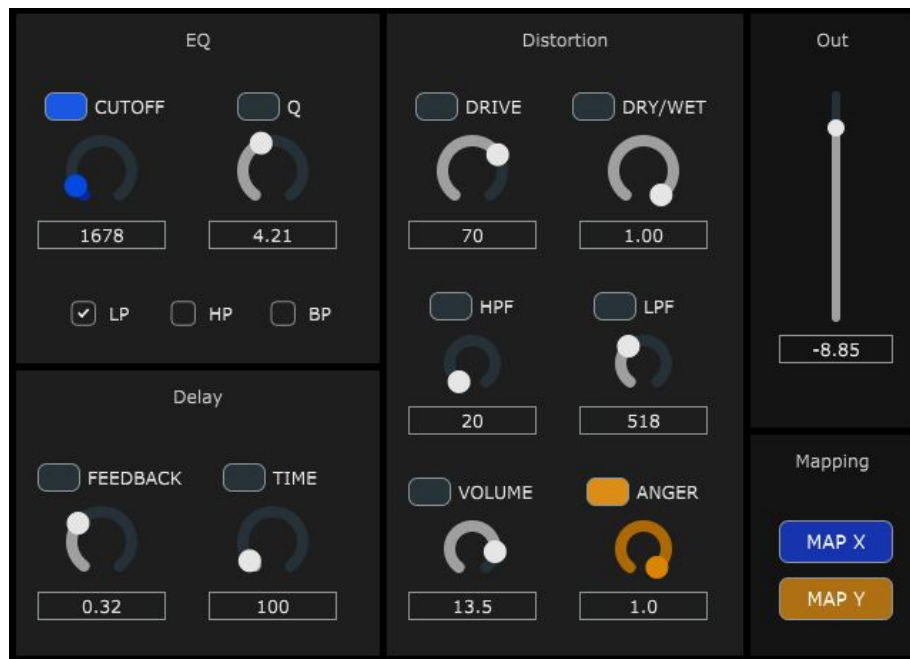 EQ
CUTOFF Q
1678 4.21
LP HP BP
Delay
FEEDBACK TIME
0.32 100
Distortion
DRIVE DRY/WET
70 1.00
HPF LPF
20 518
VOLUME ANGER
13.5 1.0
Out
-8.85
Mapping
MAP X
MAP Y